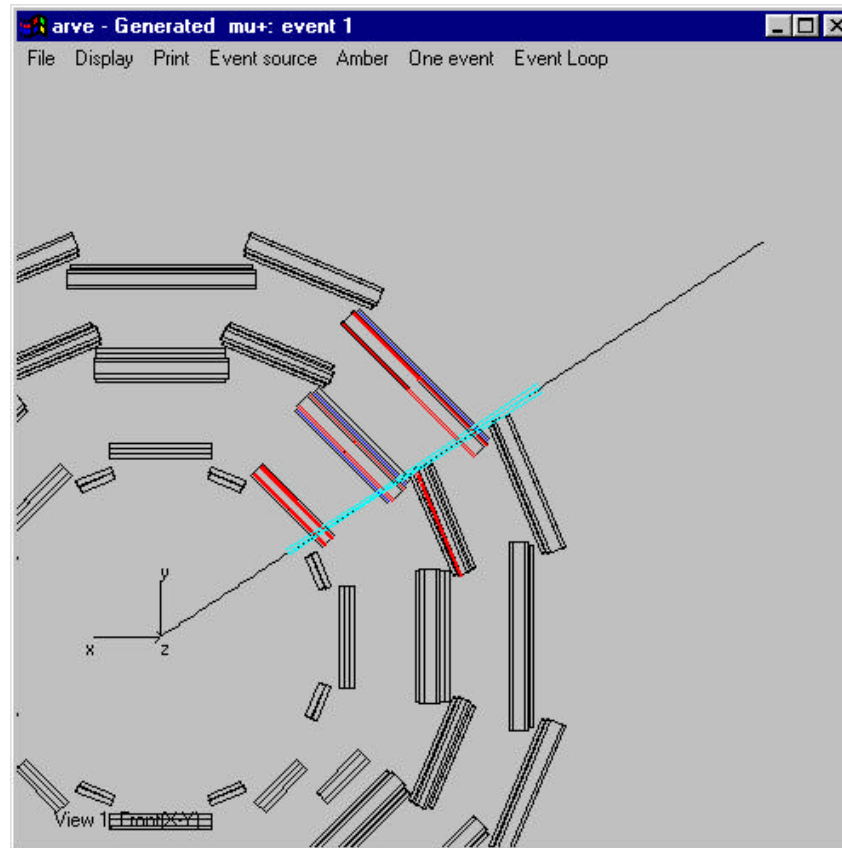 arve - Generated mu+: event 1
File Display Print Event source Amber One event Event Loop
y
x z
View 1: Front(X-Y)